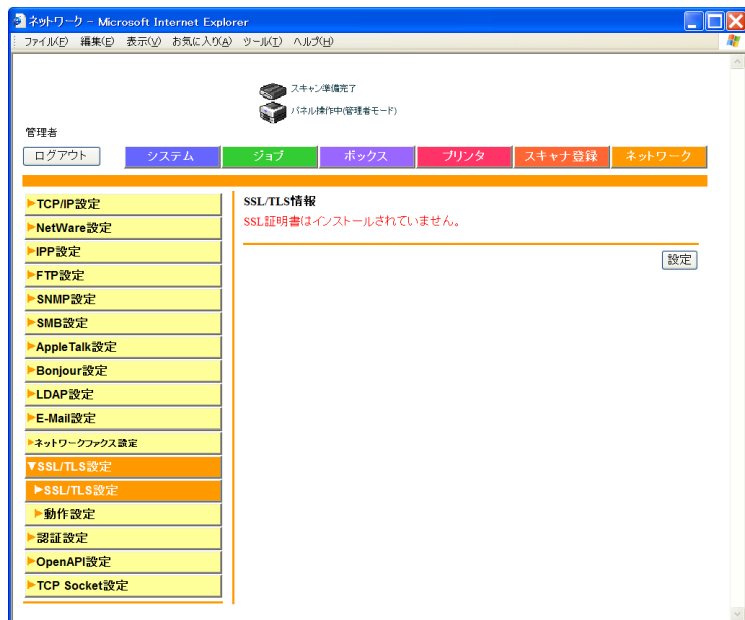 ネットワーク - Microsoft Internet Explorer
ファイル(F) 編集(E) 表示(V) お気に入り(A) ツール(T) ヘルプ(H)
スキャン準備完了
パネル操作中(管理者モード)
管理者
ログアウト システム ジョブ ボックス プリンタ スキャナ登録 ネットワーク
▶TCP/IP設定
▶NetWare設定
▶IPP設定
▶FTP設定
▶SNMP設定
▶SMB設定
▶AppleTalk設定
▶Bonjour設定
▶LDAP設定
▶E-Mail設定
▶ネットワークファクス設定
▼SSL/TLS設定
▶SSL/TLS設定
▶動作設定
▶認証設定
▶OpenAPI設定
▶TCP Socket設定
SSL/TLS情報
SSL証明書はインストールされていません。
設定